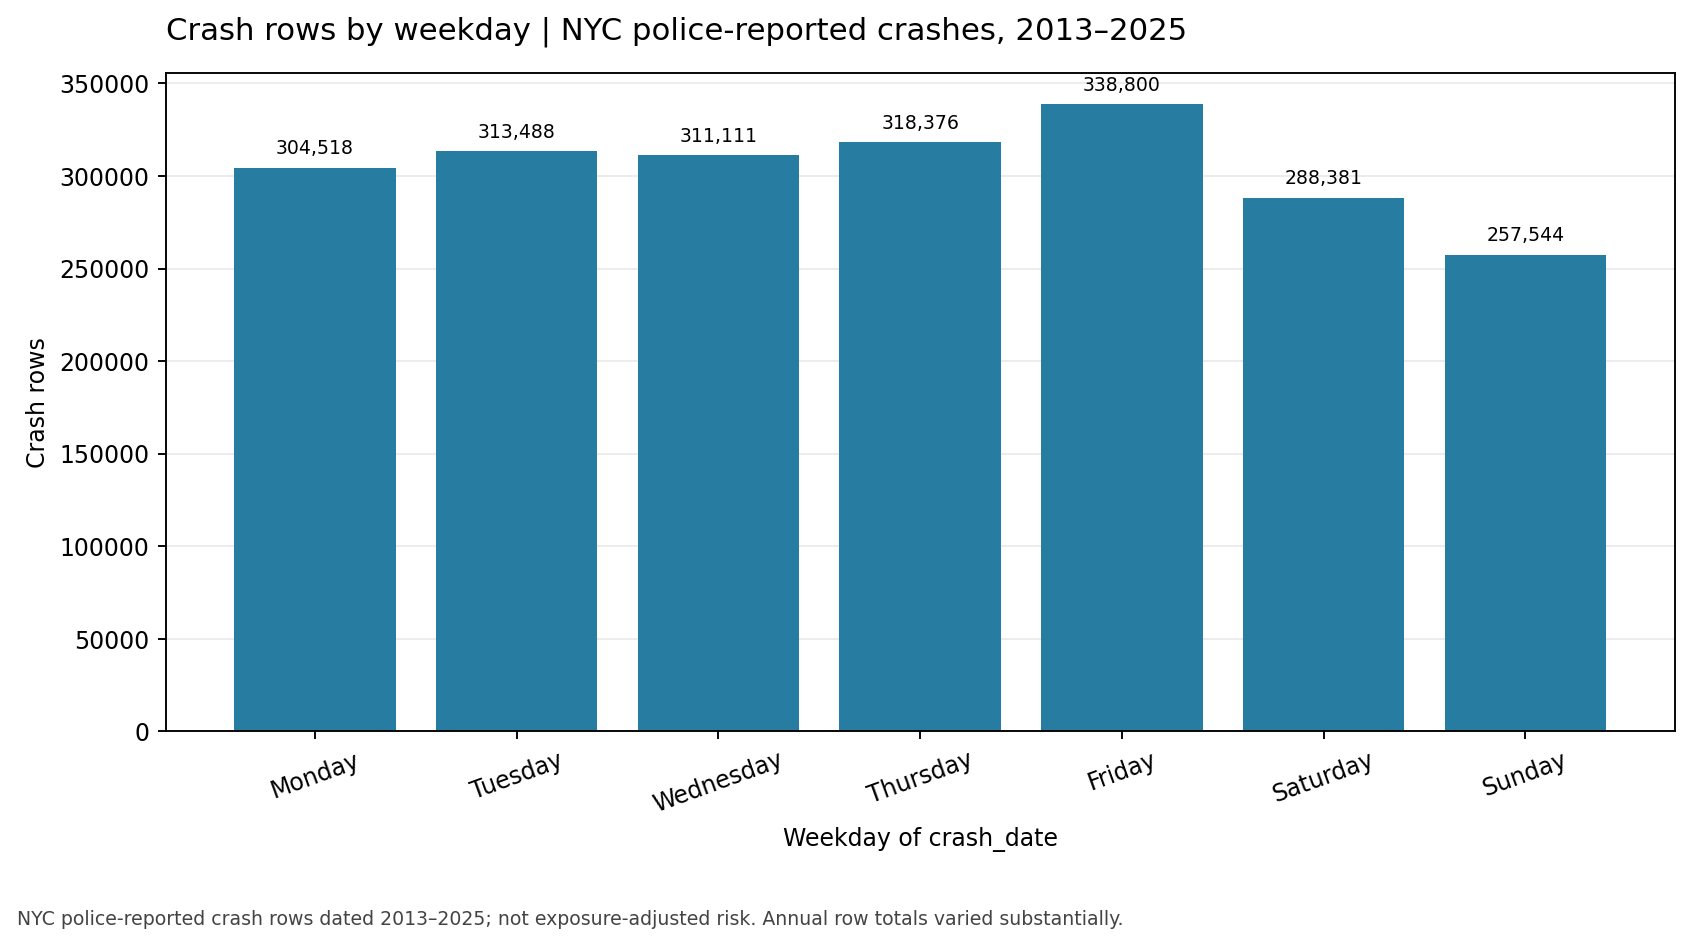 Crash rows by weekday | NYC police-reported crashes, 2013–2025
350000
300000
250000
200000
150000
100000
50000
0
Crash rows
304,518
313,488
311,111
318,376
338,800
288,381
257,544
Monday
Tuesday
Wednesday
Thursday
Friday
Saturday
Sunday
Weekday of crash_date
NYC police-reported crash rows dated 2013–2025; not exposure-adjusted risk. Annual row totals varied substantially.